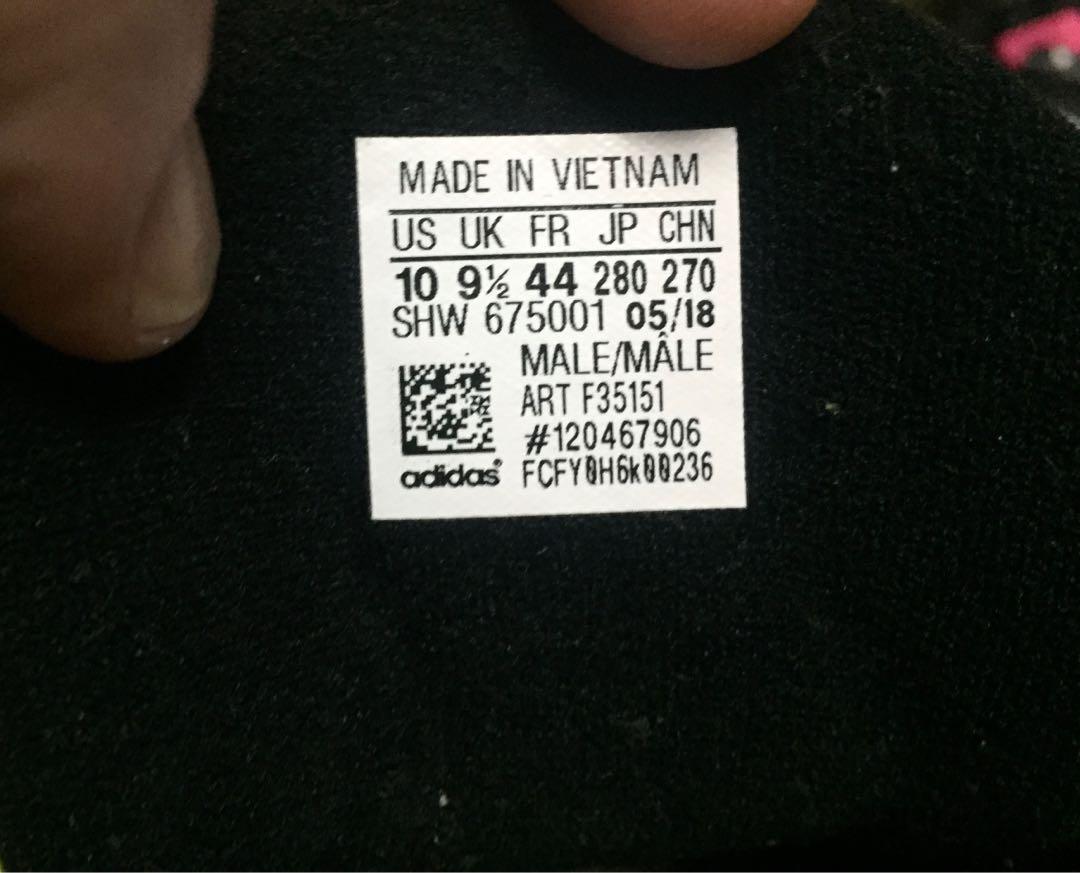 MADE IN VIETNAM
US UK FR JP CHN
10 9½ 44 280 270
SHW 675001 05/18
MALE/MÂLE
ART F35151
#120467906
adidas® FCFY0H6k00236